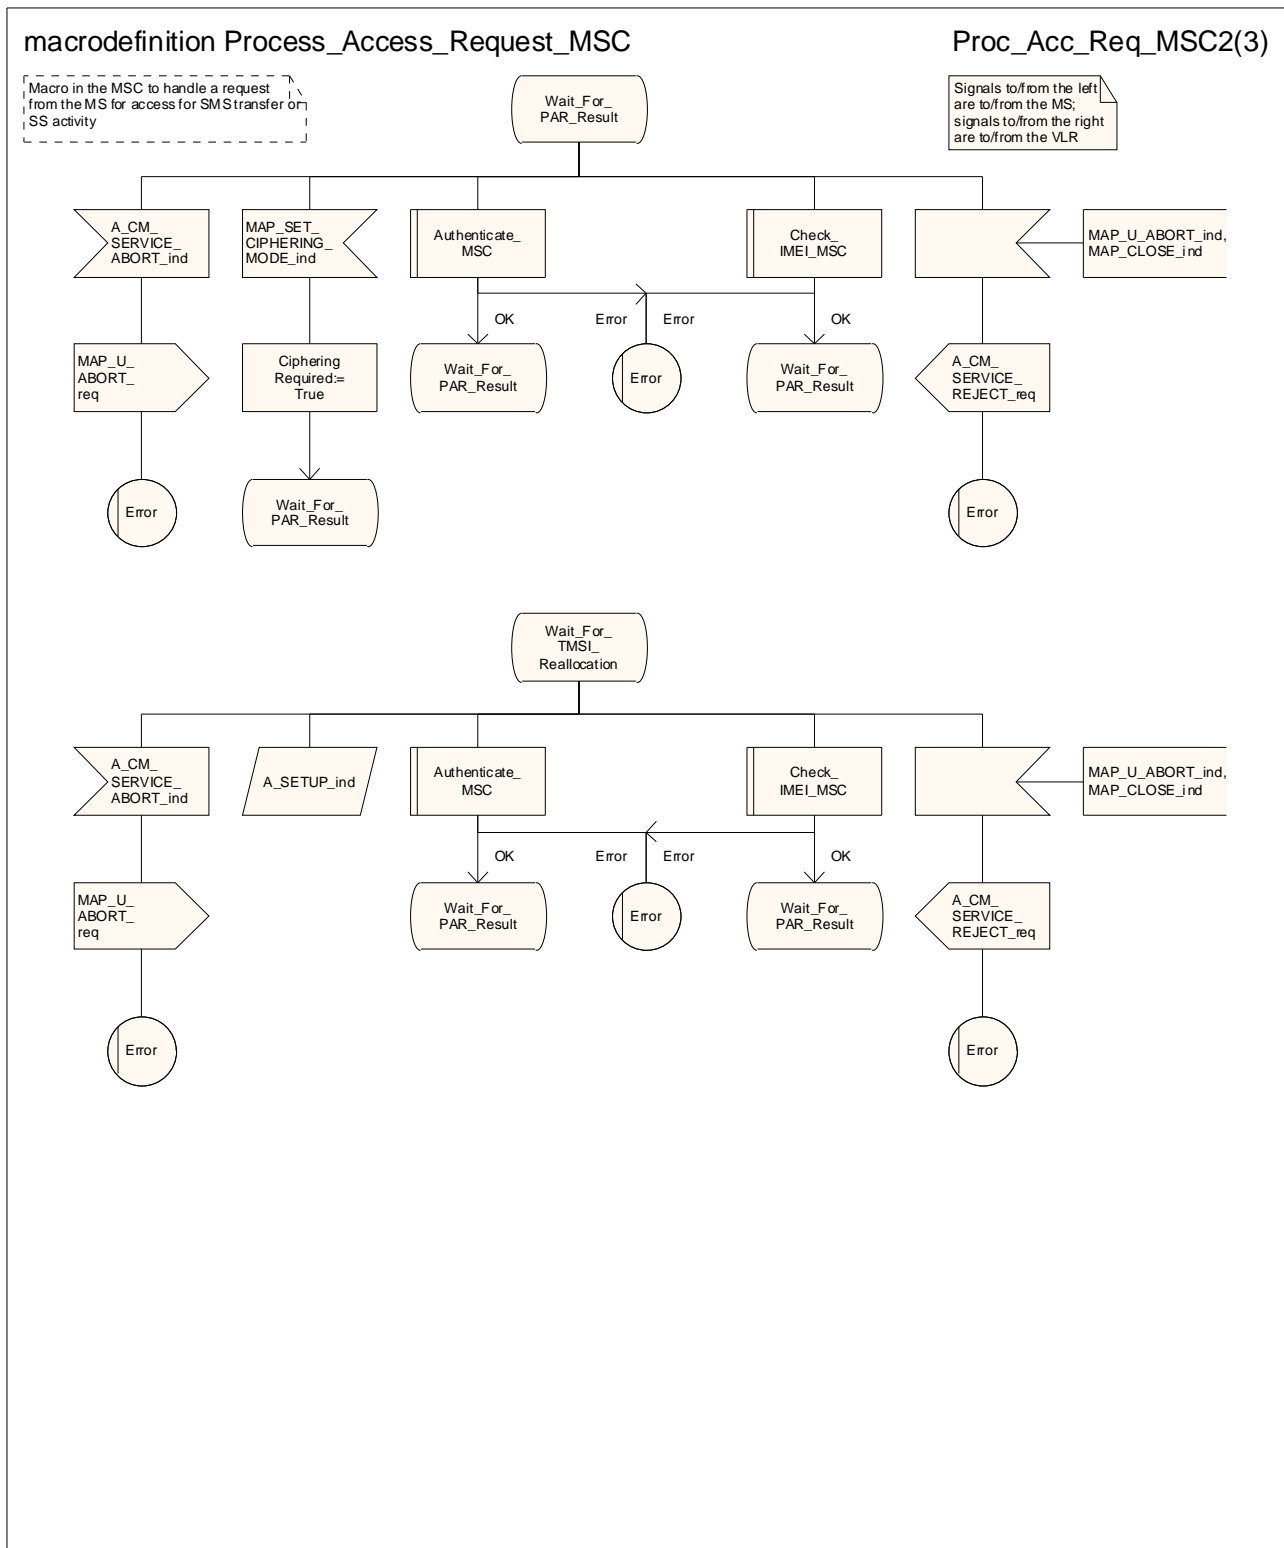 macrodefinition Process_Access_Request_MSC
Proc_Acc_Req_MSC2(3)
Macro in the MSC to handle a request
from the MS for access for SMS transfer or
SS activity
Wait_For_
PAR_Result
Signals to/from the left
are to/from the MS;
signals to/from the right
are to/from the VLR
A_CM_
SERVICE_
ABORT_ind
MAP_SET_
CIPHERING_
MODE_ind
Authenticate_
MSC
Check_
IMEI_MSC
MAP_U_ABORT_ind,
MAP_CLOSE_ind
OK
Error
Error
OK
MAP_U_
ABORT_
req
Ciphering
Required:=
True
Wait_For_
PAR_Result
Error
Wait_For_
PAR_Result
A_CM_
SERVICE_
REJECT_req
Error
Wait_For_
PAR_Result
Error
Wait_For_
TMSI_
Reallocation
A_CM_
SERVICE_
ABORT_ind
A_SETUP_ind
Authenticate_
MSC
Check_
IMEI_MSC
MAP_U_ABORT_ind,
MAP_CLOSE_ind
OK
Error
Error
OK
MAP_U_
ABORT_
req
Wait_For_
PAR_Result
Error
Wait_For_
PAR_Result
A_CM_
SERVICE_
REJECT_req
Error
Error